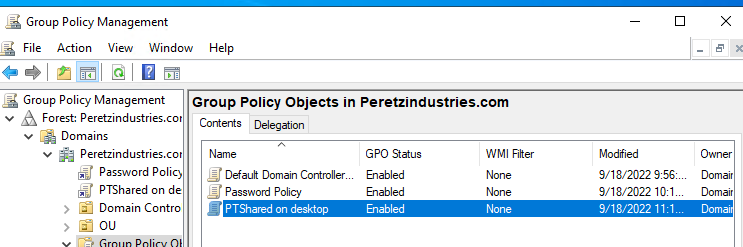 Group Policy Management
File Action View Window Help
Group Policy Management
Forest: Peretzindustries.co
Domains
Peretzindustries.cor
Password Policy
PTShared on de
Domain Contro
OU
Group Policy Ob
Group Policy Objects in Peretzindustries.com
Contents Delegation
Name GPO Status WMI Filter Modified Owner
Default Domain Controller... Enabled None 9/18/2022 9:56:... Domain
Password Policy Enabled None 9/18/2022 10:1... Domain
PTShared on desktop Enabled None 9/18/2022 11:1... Domain